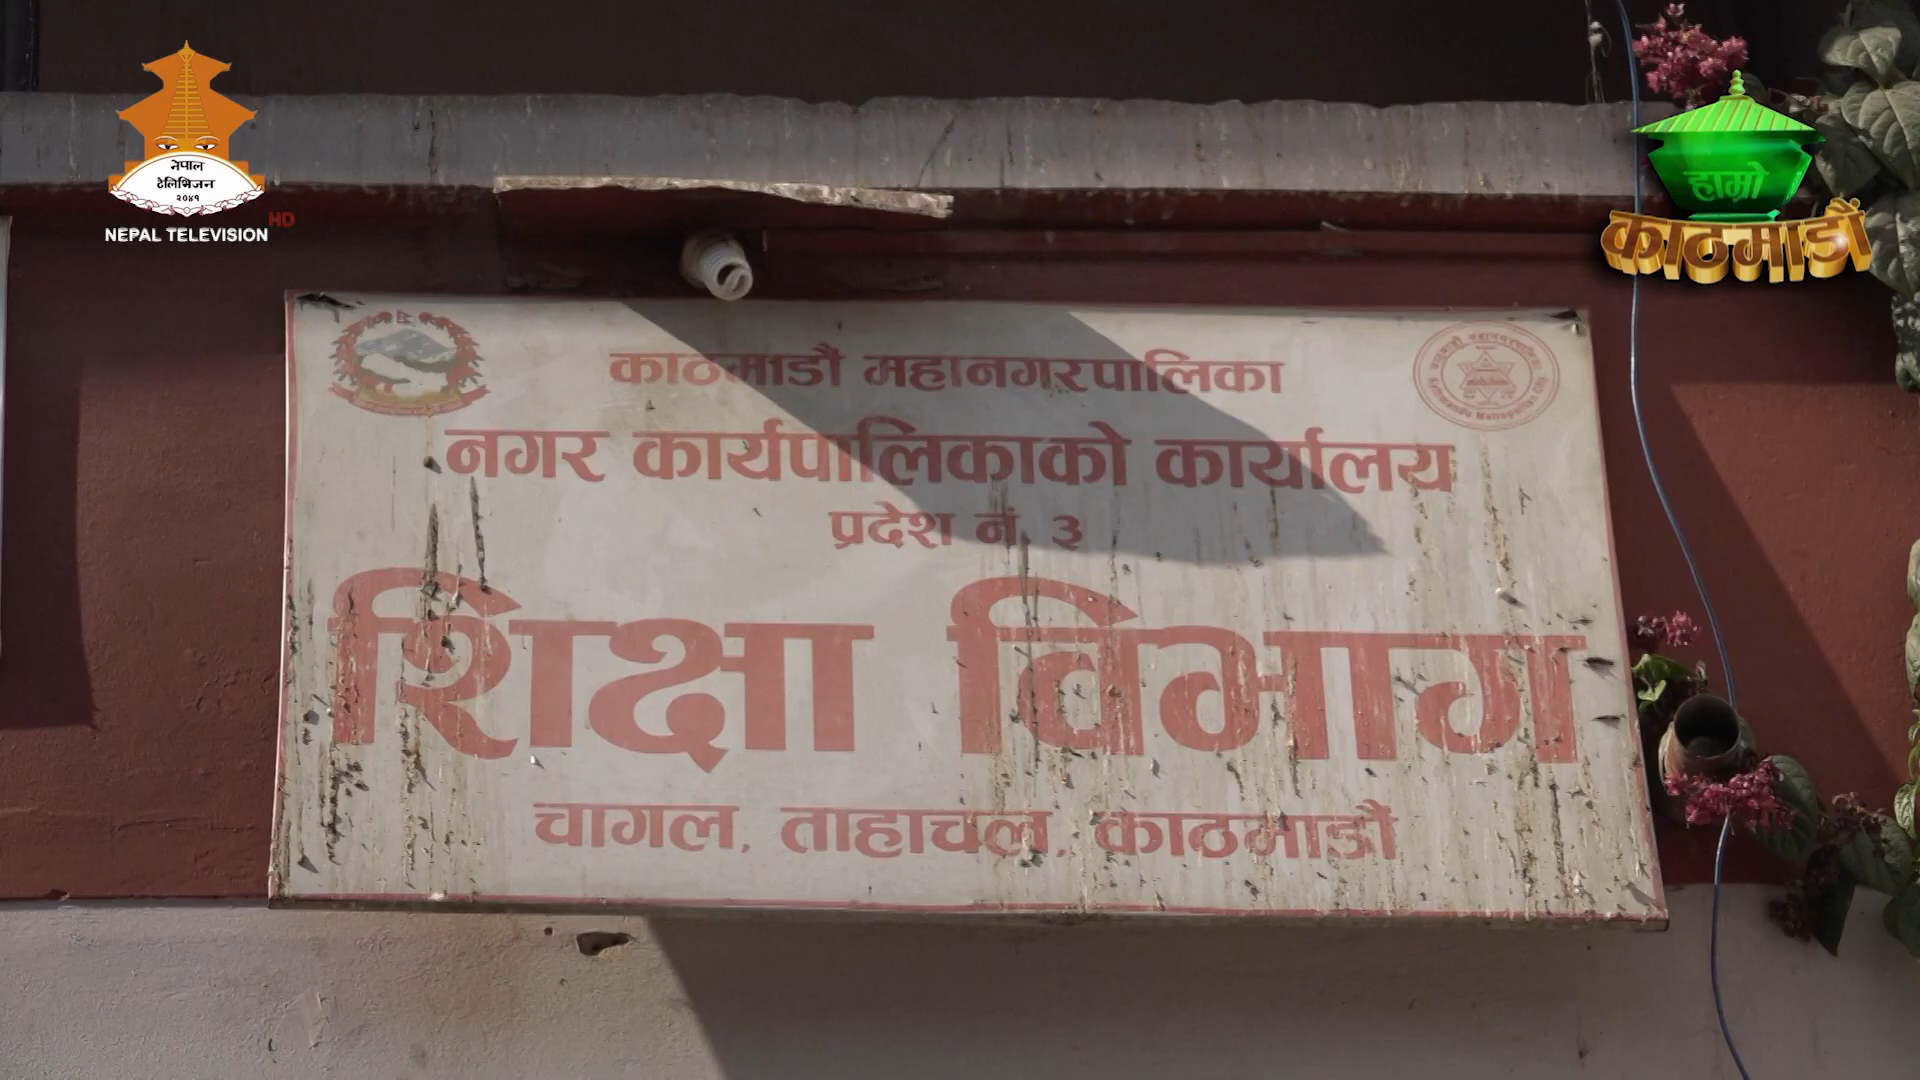 नेपाल
टेलिभिजन
२०४१
HD
NEPAL TELEVISION
हाम्रो
काठमाडौं
काठमाडौं महानगरपालिका
नगर कार्यपालिकाको कार्यालय
प्रदेश नं. ३
शिक्षा विभाग
चागल, ताहाचल, काठमाडौं